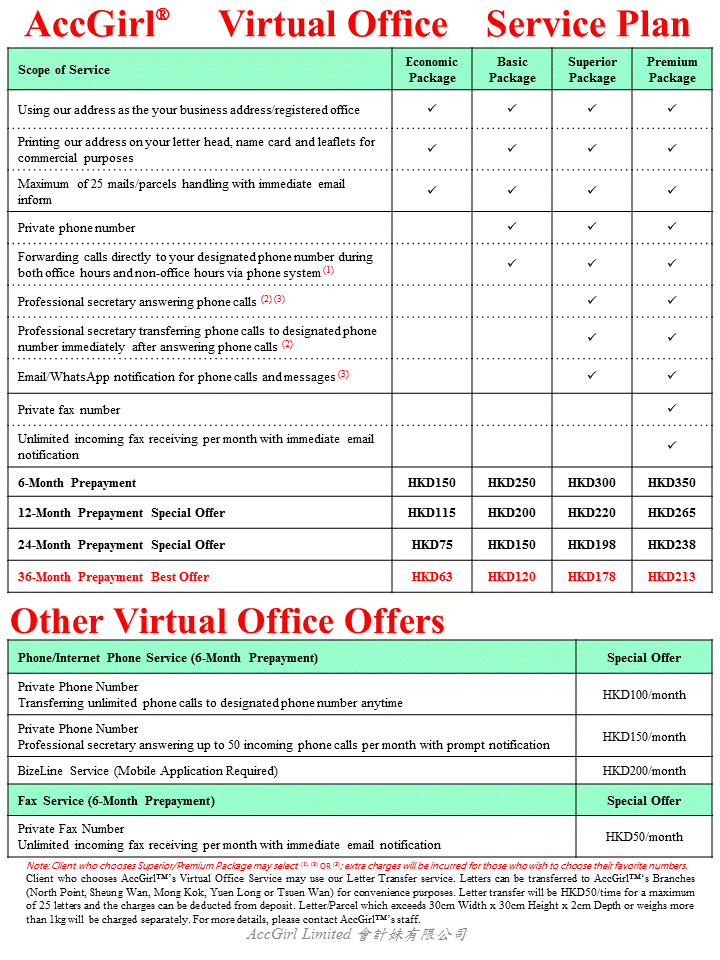 AccGirl® Virtual Office Service Plan
Scope of Service Economic Package Basic Package Superior Package Premium Package
Using our address as the your business address/registered office ✓ ✓ ✓ ✓
Printing our address on your letter head, name card and leaflets for
commercial purposes ✓ ✓ ✓ ✓
Maximum of 25 mails/parcels handling with immediate email
inform ✓ ✓ ✓ ✓
Private phone number ✓ ✓ ✓
Forwarding calls directly to your designated phone number during
both office hours and non-office hours via phone system (1) ✓ ✓ ✓
Professional secretary answering phone calls (2) (3) ✓ ✓
Professional secretary transferring phone calls to designated phone
number immediately after answering phone calls (2) ✓ ✓
Email/WhatsApp notification for phone calls and messages (3) ✓ ✓
Private fax number ✓
Unlimited incoming fax receiving per month with immediate email
notification ✓
6-Month Prepayment HKD150 HKD250 HKD300 HKD350
12-Month Prepayment Special Offer HKD115 HKD200 HKD220 HKD265
24-Month Prepayment Special Offer HKD75 HKD150 HKD198 HKD238
36-Month Prepayment Best Offer HKD63 HKD120 HKD178 HKD213
Other Virtual Office Offers
Phone/Internet Phone Service (6-Month Prepayment) Special Offer
Private Phone Number
Transferring unlimited phone calls to designated phone number anytime HKD100/month
Private Phone Number
Professional secretary answering up to 50 incoming phone calls per month with prompt notification HKD150/month
BizeLine Service (Mobile Application Required) HKD200/month
Fax Service (6-Month Prepayment) Special Offer
Private Fax Number
Unlimited incoming fax receiving per month with immediate email notification HKD50/month
Note: Client who chooses Superior/Premium Package may select (1), (2) OR (3); extra charges will be incurred for those who wish to choose their favorite numbers.
Client who chooses AccGirl™'s Virtual Office Service may use our Letter Transfer service. Letters can be transferred to AccGirl™'s Branches
(North Point, Sheung Wan, Mong Kok, Yuen Long or Tsuen Wan) for convenience purposes. Letter transfer will be HKD50/time for a maximum
of 25 letters and the charges can be deducted from deposit. Letter/Parcel which exceeds 30cm Width x 30cm Height x 2cm Depth or weighs more
than 1kg will be charged separately. For more details, please contact AccGirl™'s staff.
AccGirl Limited 會計妹有限公司